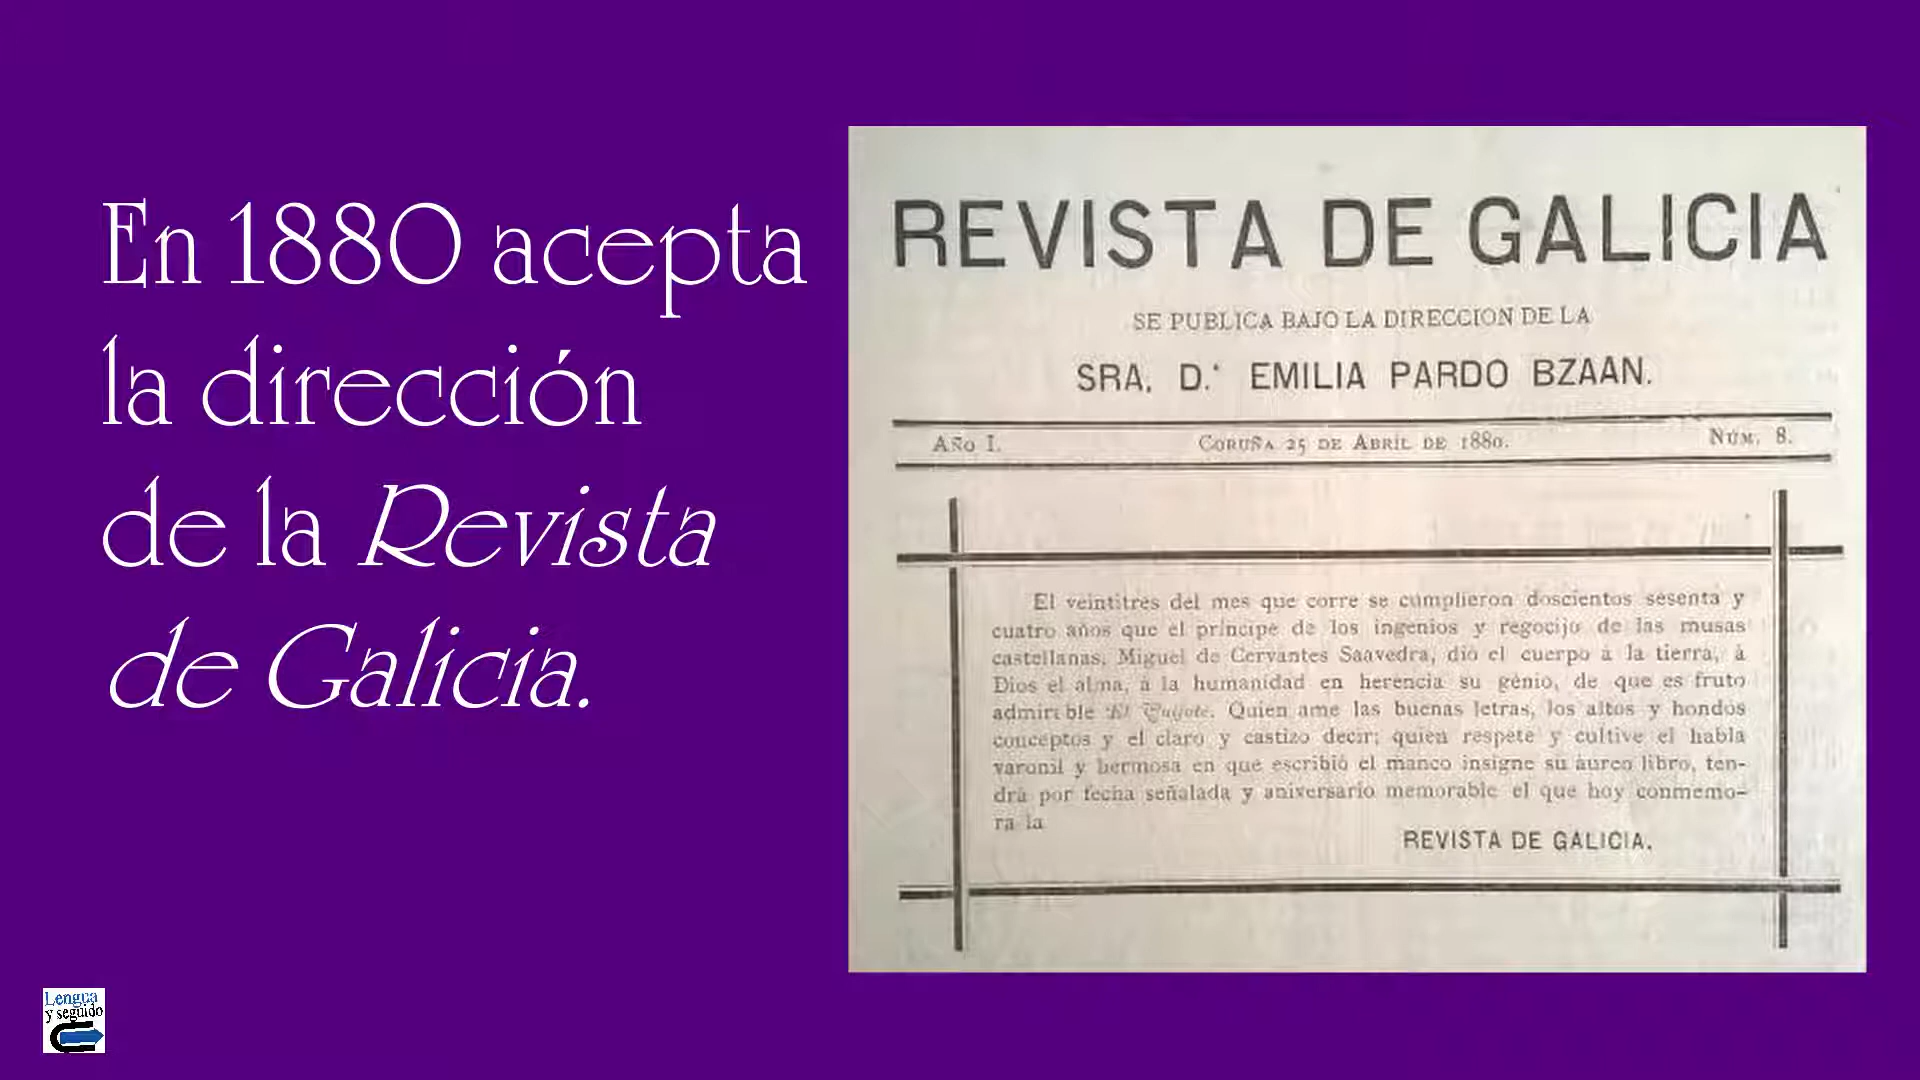 En 1880 acepta
la dirección
de la Revista
de Galicia.
REVISTA DE GALICIA
SE PUBLICA BAJO LA DIRECCION DE LA
SRA. D.ª EMILIA PARDO BZAAN.
AÑO I.
CORUÑA 25 DE ABRIL DE 1880.
NÚM. 8.
El veintitres del mes que corre se cumplieron doscientos sesenta y
cuatro años que el príncipe de los ingenios y regocijo de las musas
castellanas, Miguel de Cervantes Saavedra, dió el cuerpo á la tierra, á
Dios el alma, á la humanidad en herencia su génio, de que es fruto
admirable El Quijote. Quien ame las buenas letras, los altos y hondos
conceptos y el claro y castizo decir; quien respete y cultive el habla
varonil y hermosa en que escribió el manco insigne su áureo libro, ten-
drá por fecha señalada y aniversario memorable el que hoy conmemo-
ra la
REVISTA DE GALICIA.
Lengua
y seguido